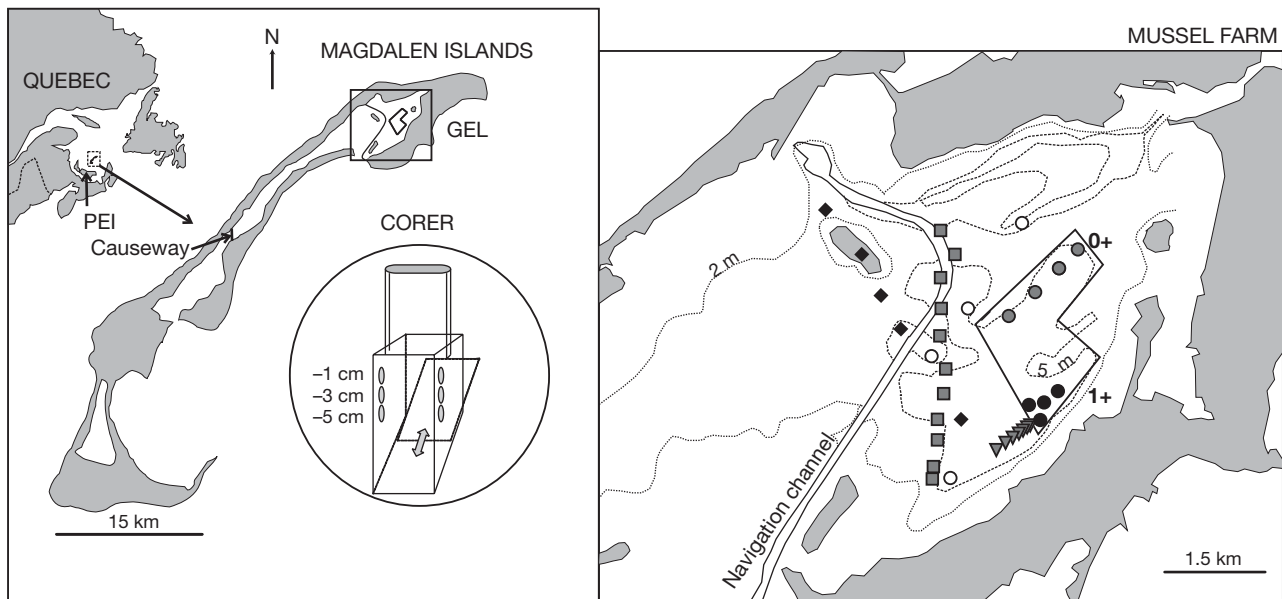 MUSSEL FARM
N
MAGDALEN ISLANDS
QUEBEC
GEL
PEI
Causeway
CORER
–1 cm
–3 cm
–5 cm
15 km
2 m
0+
5 m
1+
Navigation channel
1.5 km